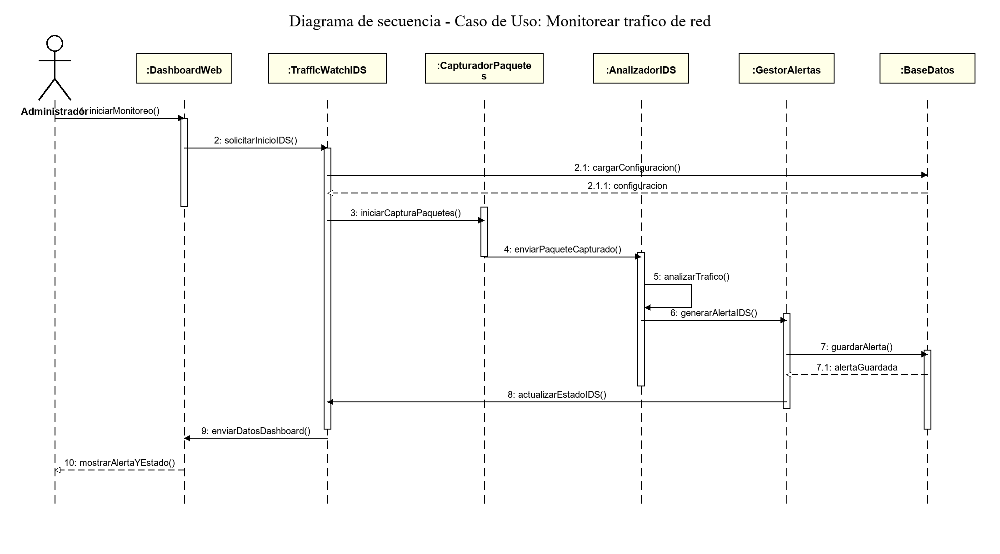 Diagrama de secuencia - Caso de Uso: Monitorear trafico de red
:DashboardWeb
:TrafficWatchIDS
:CapturadorPaquete
s
:AnalizadorIDS
:GestorAlertas
:BaseDatos
Administrador
1: iniciarMonitoreo()
2: solicitarInicioIDS()
2.1: cargarConfiguracion()
2.1.1: configuracion
3: iniciarCapturaPaquetes()
4: enviarPaqueteCapturado()
5: analizarTrafico()
6: generarAlertaIDS()
7: guardarAlerta()
7.1: alertaGuardada
8: actualizarEstadoIDS()
9: enviarDatosDashboard()
10: mostrarAlertaYEstado()